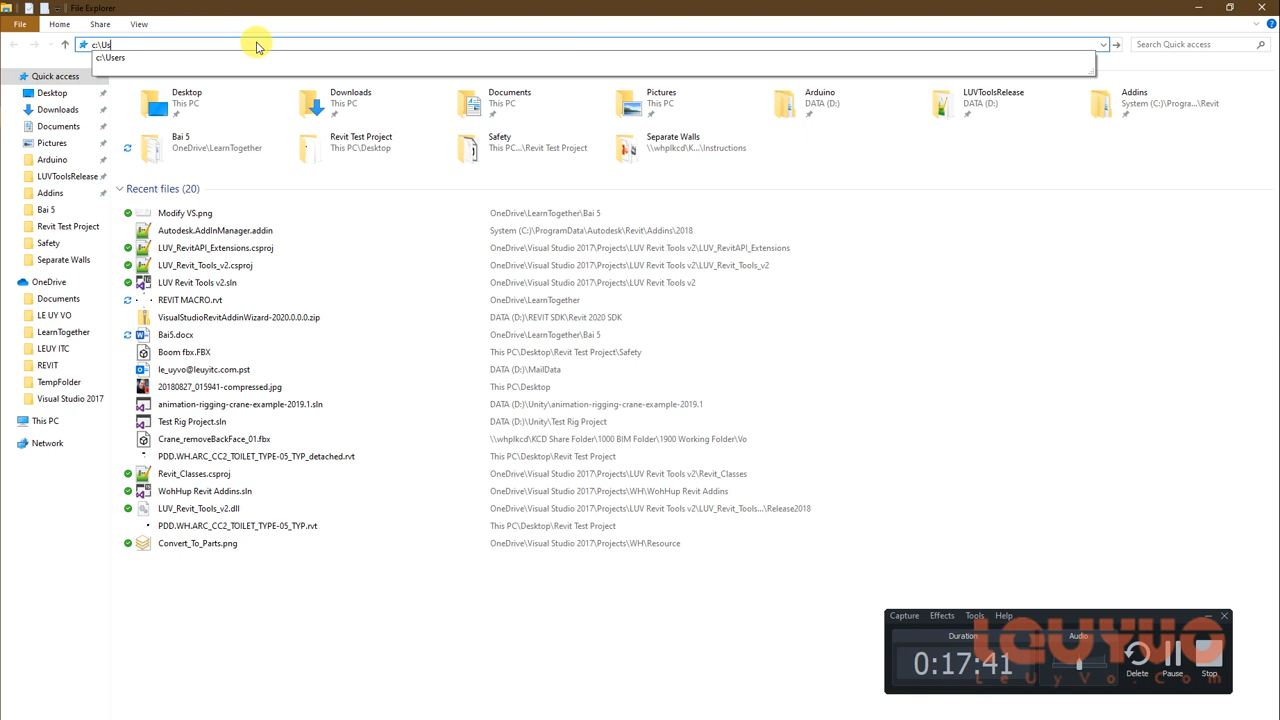 File Explorer
File Home Share View
c:\Us
Search Quick access
c:\Users
Quick access
Desktop
Downloads
Documents
Pictures
Arduino
LUVToolsRelease
Addins
Bai 5
Revit Test Project
Safety
Separate Walls
OneDrive
Documents
LE UY VO
LearnTogether
LEUY ITC
REVIT
TempFolder
Visual Studio 2017
This PC
Network
Desktop
This PC
Downloads
This PC
Documents
This PC
Pictures
This PC
Arduino
DATA (D:)
LUVToolsRelease
DATA (D:)
Addins
System (C:)\Progra...\Revit
Bai 5
OneDrive\LearnTogether
Revit Test Project
This PC\Desktop
Safety
This PC...\Revit Test Project
Separate Walls
\\whplkcd\K...\Instructions
Recent files (20)
Modify VS.png OneDrive\LearnTogether\Bai 5
Autodesk.AddInManager.addin System (C:)\ProgramData\Autodesk\Revit\Addins\2018
LUV_RevitAPI_Extensions.csproj OneDrive\Visual Studio 2017\Projects\LUV Revit Tools v2\LUV_RevitAPI_Extensions
LUV_Revit_Tools_v2.csproj OneDrive\Visual Studio 2017\Projects\LUV Revit Tools v2\LUV_Revit_Tools_v2
LUV Revit Tools v2.sln OneDrive\Visual Studio 2017\Projects\LUV Revit Tools v2
REVIT MACRO.rvt OneDrive\LearnTogether
VisualStudioRevitAddinWizard-2020.0.0.0.zip DATA (D:)\REVIT SDK\Revit 2020 SDK
Bai5.docx OneDrive\LearnTogether\Bai 5
Boom fbx.FBX This PC\Desktop\Revit Test Project\Safety
le_uyvo@leuyitc.com.pst DATA (D:)\MailData
20180827_015941-compressed.jpg This PC\Desktop
animation-rigging-crane-example-2019.1.sln DATA (D:)\Unity\animation-rigging-crane-example-2019.1
Test Rig Project.sln DATA (D:)\Unity\Test Rig Project
Crane_removeBackFace_01.fbx \\whplkcd\KCD Share Folder\1000 BIM Folder\1900 Working Folder\Vo
PDD.WH.ARC_CC2_TOILET_TYPE-05_TYP_detached.rvt This PC\Desktop\Revit Test Project
Revit_Classes.csproj OneDrive\Visual Studio 2017\Projects\LUV Revit Tools v2\Revit_Classes
WohHup Revit Addins.sln OneDrive\Visual Studio 2017\Projects\WH\WohHup Revit Addins
LUV_Revit_Tools_v2.dll OneDrive\Visual Studio 2017\Projects\LUV Revit Tools v2\LUV_Revit_Tools...\Release2018
PDD.WH.ARC_CC2_TOILET_TYPE-05_TYP.rvt This PC\Desktop\Revit Test Project
Convert_To_Parts.png OneDrive\Visual Studio 2017\Projects\WH\Resource
Capture Effects Tools Help
Duration Audio
0:17:41
Delete Pause Stop
LeUyVo
LeUyVo.Com